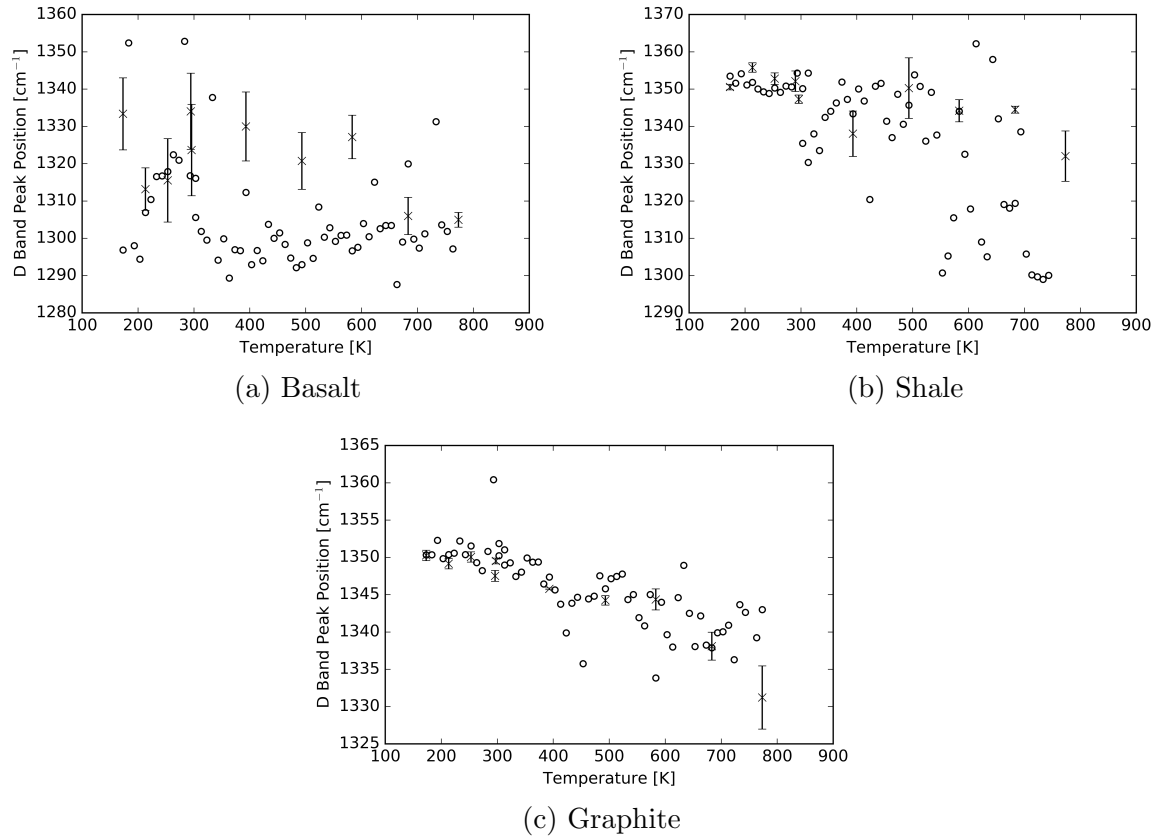 1360
1350
1340
1330
1320
1310
1300
1290
1280
D Band Peak Position [cm⁻¹]
100 200 300 400 500 600 700 800 900
Temperature [K]
(a) Basalt
1370
1360
1350
1340
1330
1320
1310
1300
1290
D Band Peak Position [cm⁻¹]
100 200 300 400 500 600 700 800 900
Temperature [K]
(b) Shale
1365
1360
1355
1350
1345
1340
1335
1330
1325
D Band Peak Position [cm⁻¹]
100 200 300 400 500 600 700 800 900
Temperature [K]
(c) Graphite